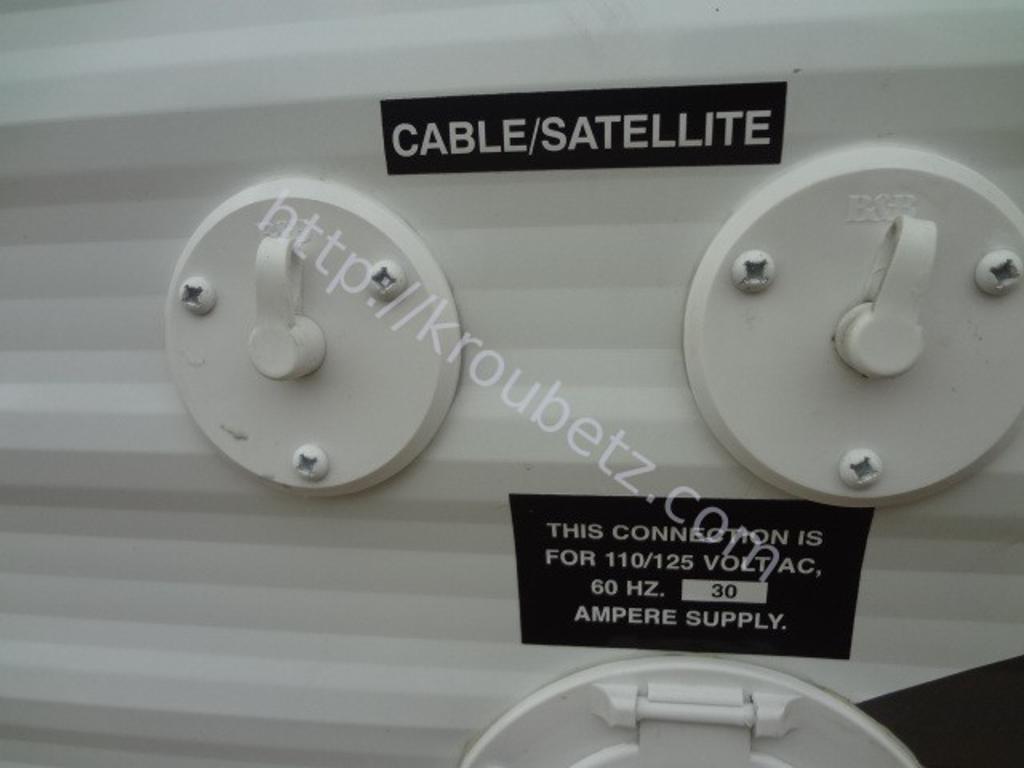 CABLE/SATELLITE
B&B
http://kroubetz.com
THIS CONNECTION IS
FOR 110/125 VOLT AC,
60 HZ. 30
AMPERE SUPPLY.